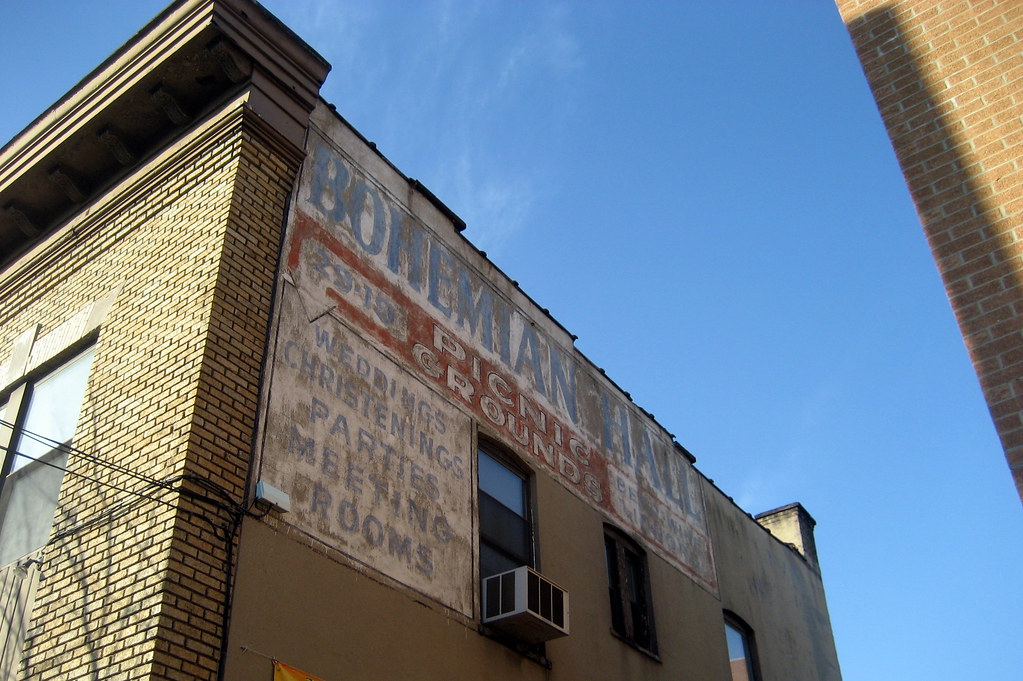 BOHEMIAN HALL
29-19
PICNIC
GROUNDS
WEDDINGS
CHRISTENINGS
PARTIES
MEETING
ROOMS